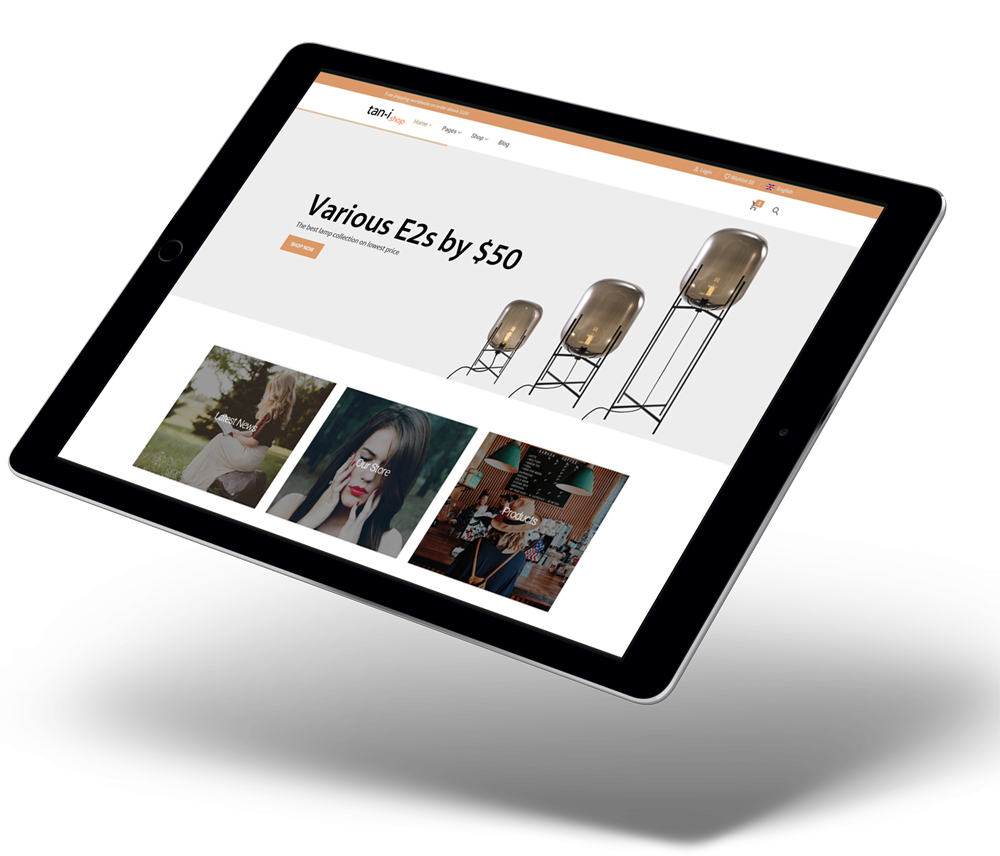 Free shipping worldwide on order above $200
Login
Wishlist (0)
English
tan-i shop
Home
Pages
Shop
Blog
Various E2s by $50
The best lamp collection on lowest price
SHOP NOW
Latest News
Our Store
Products